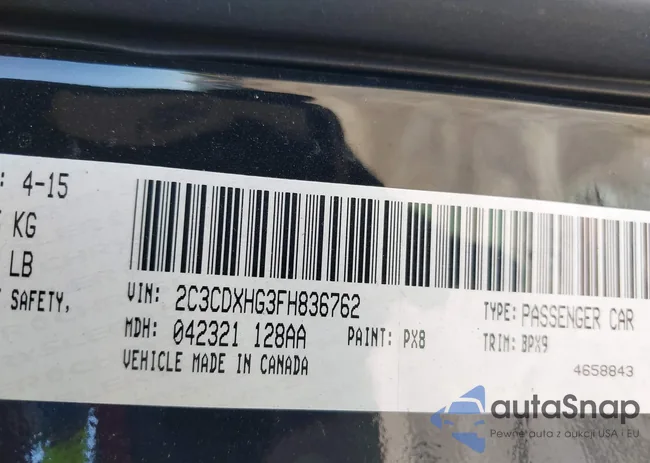 : 4-15
KG
LB
SAFETY,
VIN: 2C3CDXHG3FH836762
TYPE: PASSENGER CAR
MDH: 042321 128AA
PAINT: PX8
TRIM: BPX9
VEHICLE MADE IN CANADA
4658843
autaSnap
Pewne auta z aukcji USA i EU